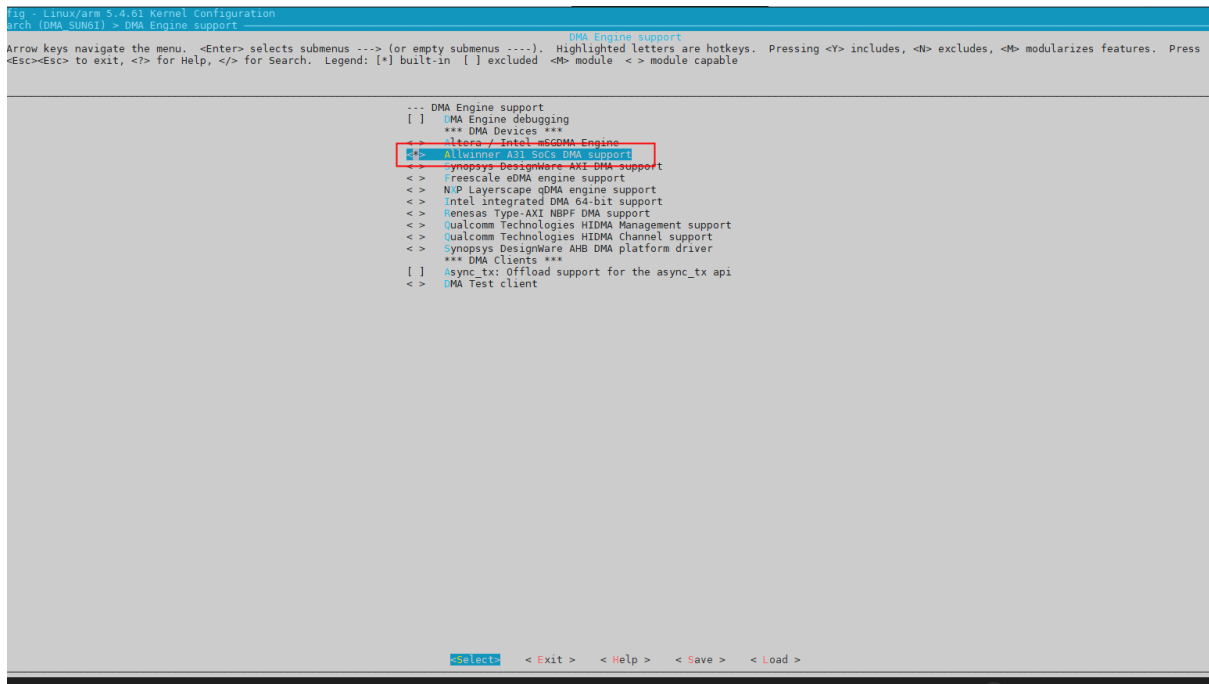 fig - Linux/arm 5.4.61 Kernel Configuration
arch (DMA_SUN6I) > DMA Engine support
DMA Engine support
Arrow keys navigate the menu. <Enter> selects submenus ---> (or empty submenus ----). Highlighted letters are hotkeys. Pressing <Y> includes, <N> excludes, <M> modularizes features. Press
<Esc><Esc> to exit, <?> for Help, </> for Search. Legend: [*] built-in [ ] excluded <M> module < > module capable
--- DMA Engine support
[ ] DMA Engine debugging
*** DMA Devices ***
< > Altera / Intel mSGDMA Engine
<*> Allwinner A31 SoCs DMA support
< > Synopsys DesignWare AXI DMA support
< > Freescale eDMA engine support
< > NXP Layerscape qDMA engine support
< > Intel integrated DMA 64-bit support
< > Renesas Type-AXI NBPF DMA support
< > Qualcomm Technologies HIDMA Management support
< > Qualcomm Technologies HIDMA Channel support
< > Synopsys DesignWare AHB DMA platform driver
*** DMA Clients ***
[ ] Async_tx: Offload support for the async_tx api
< > DMA Test client
<Select> < Exit > < Help > < Save > < Load >